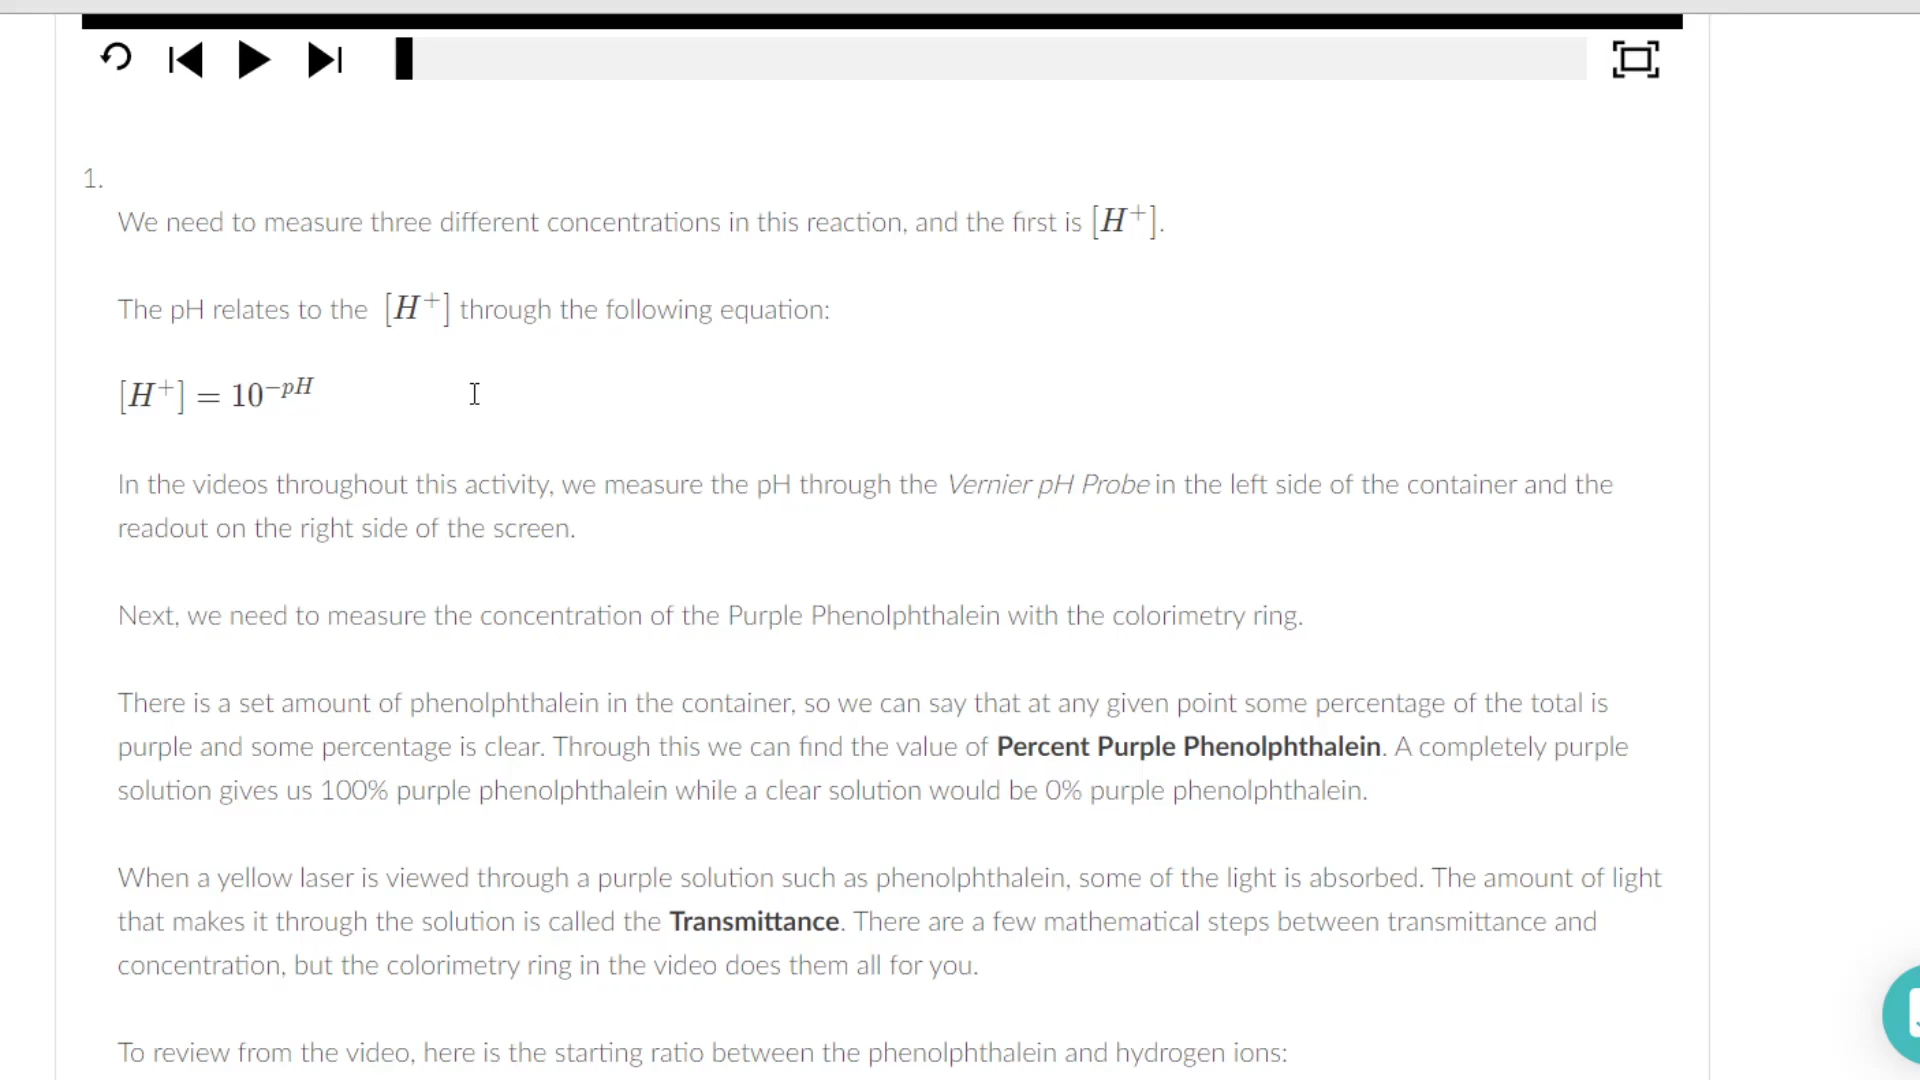 1.
We need to measure three different concentrations in this reaction, and the first is [H⁺].
The pH relates to the [H⁺] through the following equation:
[H⁺] = 10⁻ᵖᴴ
In the videos throughout this activity, we measure the pH through the Vernier pH Probe in the left side of the container and the
readout on the right side of the screen.
Next, we need to measure the concentration of the Purple Phenolphthalein with the colorimetry ring.
There is a set amount of phenolphthalein in the container, so we can say that at any given point some percentage of the total is
purple and some percentage is clear. Through this we can find the value of Percent Purple Phenolphthalein. A completely purple
solution gives us 100% purple phenolphthalein while a clear solution would be 0% purple phenolphthalein.
When a yellow laser is viewed through a purple solution such as phenolphthalein, some of the light is absorbed. The amount of light
that makes it through the solution is called the Transmittance. There are a few mathematical steps between transmittance and
concentration, but the colorimetry ring in the video does them all for you.
To review from the video, here is the starting ratio between the phenolphthalein and hydrogen ions: